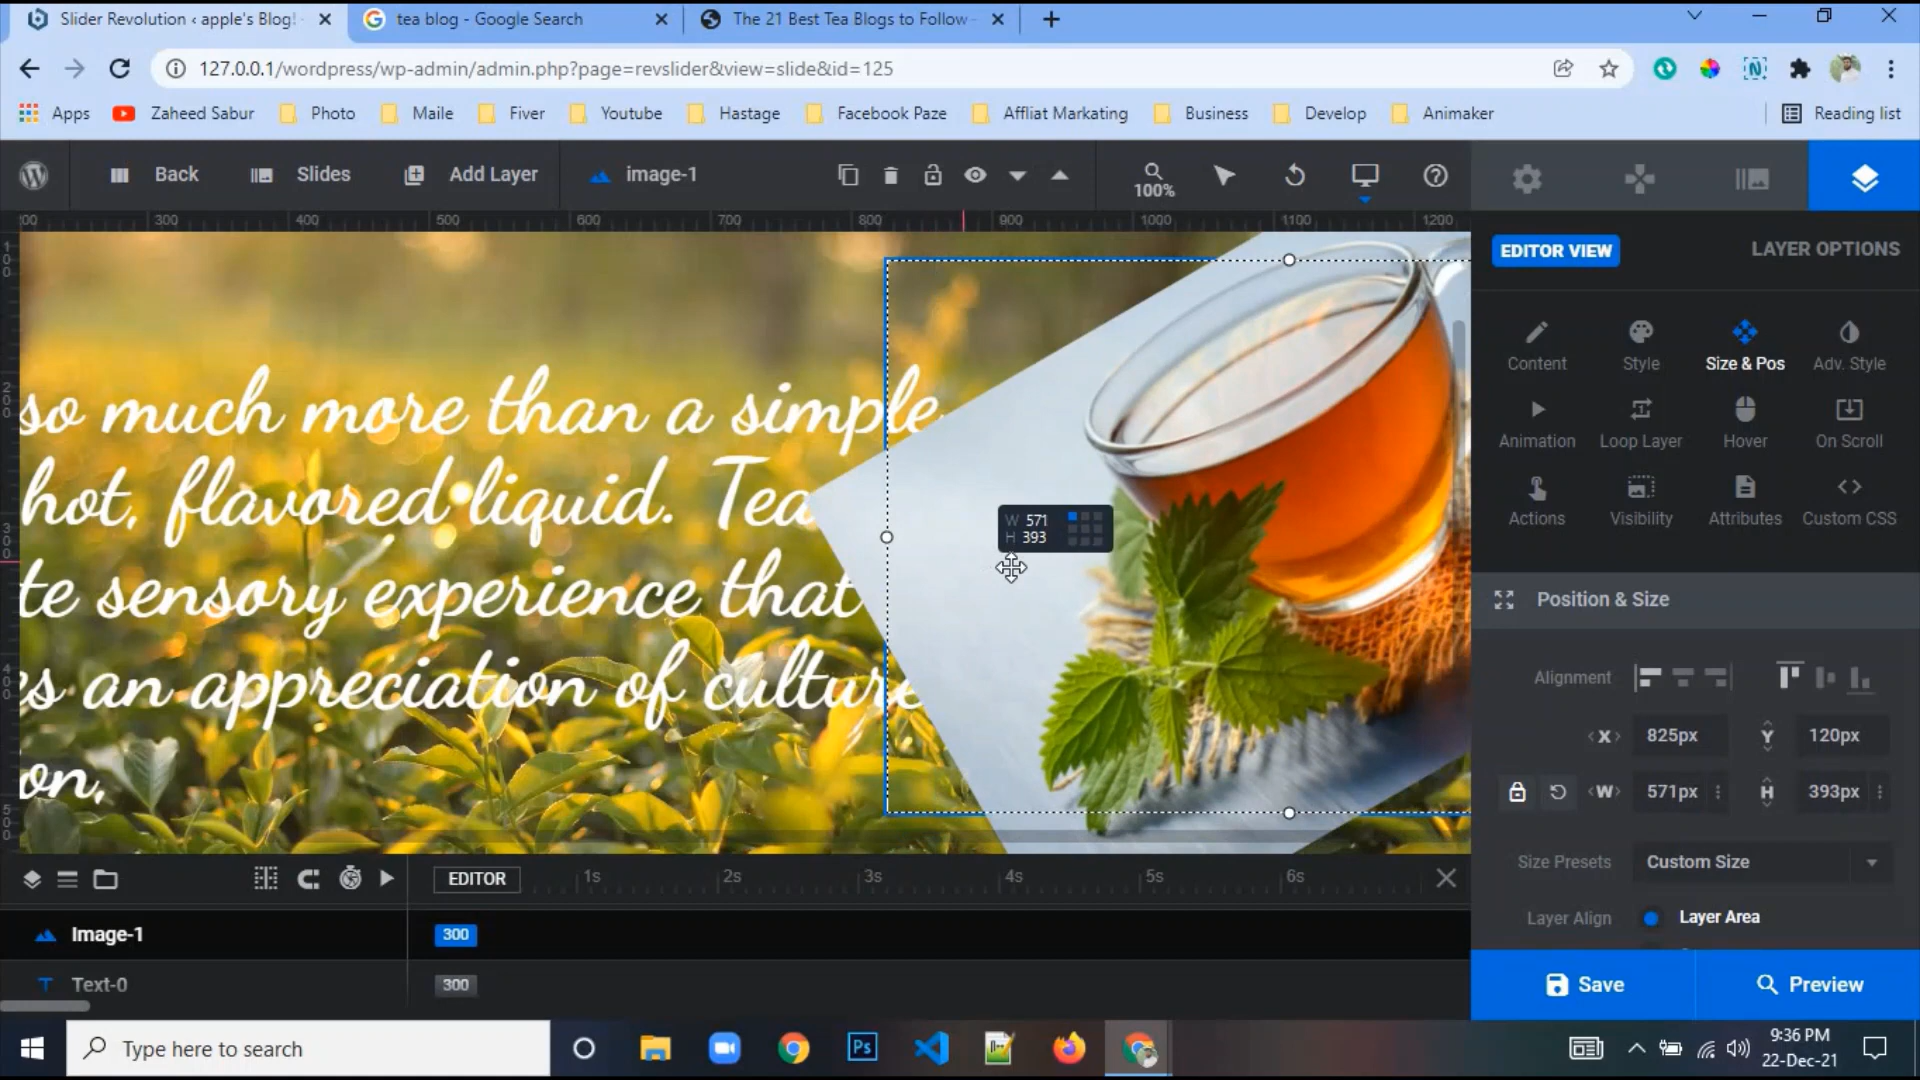 Slider Revolution ‹ apple's Blog!
tea blog - Google Search
The 21 Best Tea Blogs to Follow -
127.0.0.1/wordpress/wp-admin/admin.php?page=revslider&view=slide&id=125
Apps
Zaheed Sabur
Photo
Maile
Fiver
Youtube
Hastage
Facebook Paze
Affliat Marketing
Business
Develop
Animaker
Reading list
Back
Slides
Add Layer
image-1
100%
300 400 500 600 700 800 900 1000 1100 1200
EDITOR VIEW
LAYER OPTIONS
Content
Style
Size & Pos
Adv. Style
Animation
Loop Layer
Hover
On Scroll
Actions
Visibility
Attributes
Custom CSS
so much more than a simple
hot, flavored liquid. Tea
te sensory experience that
s an appreciation of culture
on,
W 571
H 393
Position & Size
Alignment
X 825px Y 120px
W 571px H 393px
Size Presets Custom Size
Layer Align Layer Area
EDITOR 1s 2s 3s 4s 5s 6s
Image-1 300
Text-0 300
Save
Preview
Type here to search
Ps
9:36 PM
22-Dec-21